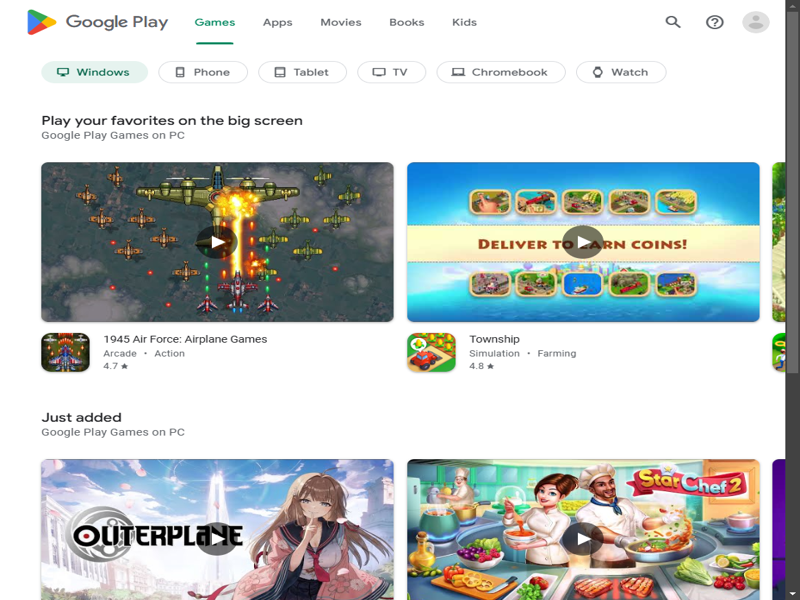 Google Play Games Apps Movies Books Kids
Windows Phone Tablet TV Chromebook Watch
Play your favorites on the big screen
Google Play Games on PC
DELIVER TO EARN COINS!
1945 Air Force: Airplane Games
Arcade • Action
4.7 ★
Township
Simulation • Farming
4.8 ★
Just added
Google Play Games on PC
OUTERPLANE
Star Chef 2